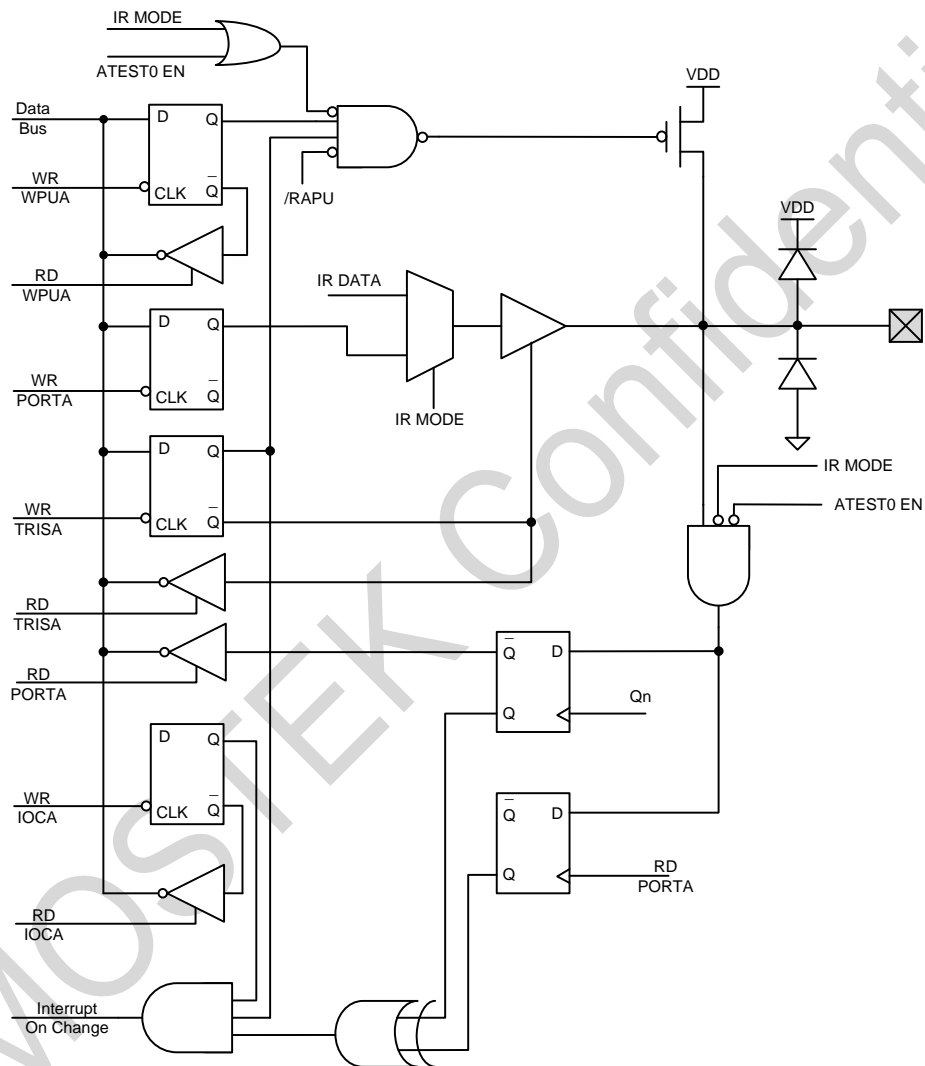 IR MODE
ATEST0 EN
VDD
Data
Bus
D
Q
WR
WPUA
CLK
Q
/RAPU
VDD
RD
WPUA
IR DATA
D
Q
WR
PORTA
CLK
Q
IR MODE
D
Q
IR MODE
WR
TRISA
CLK
Q
ATEST0 EN
RD
TRISA
Q
D
RD
PORTA
Q
Qn
D
Q
WR
IOCA
CLK
Q
Q
D
Q
RD
PORTA
RD
IOCA
Interrupt
On Change
MOSTEK Confidenti